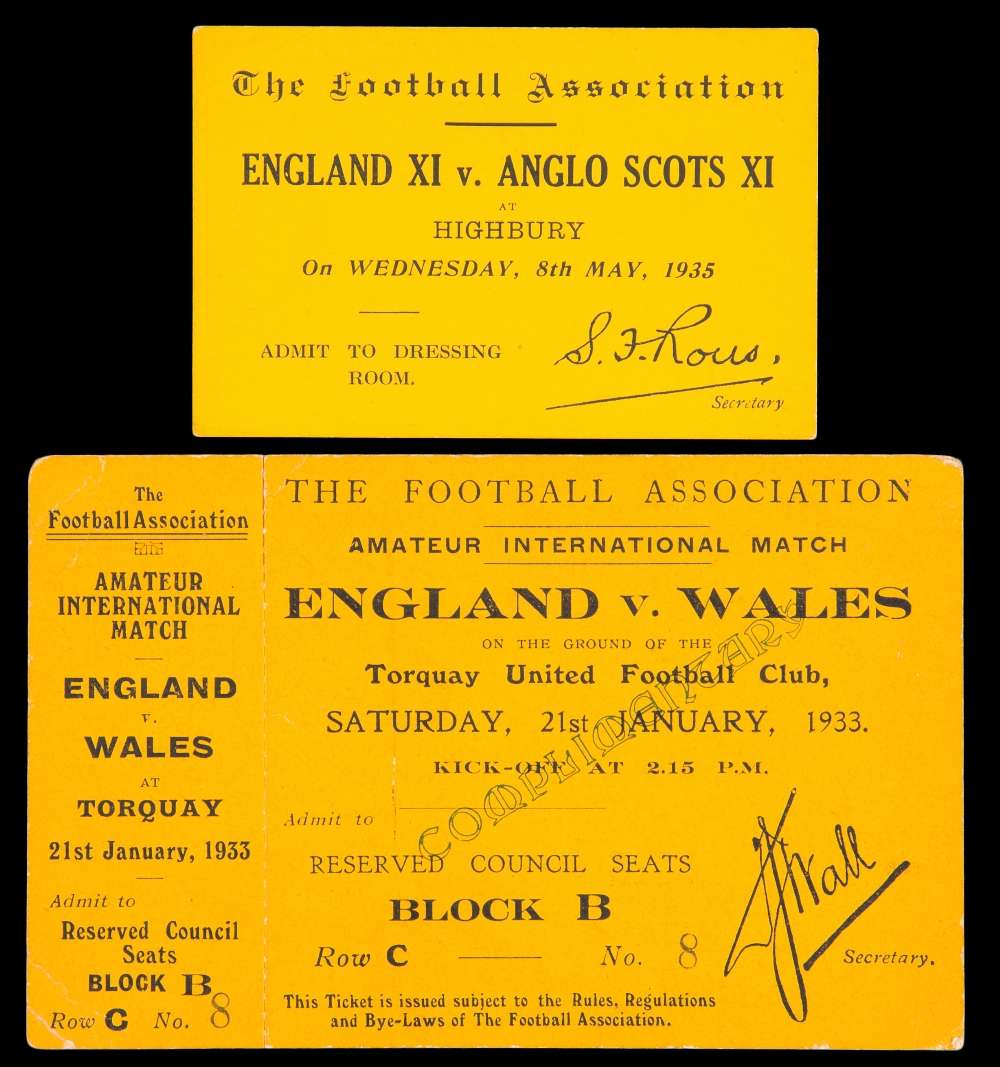 The Football Association
ENGLAND XI v. ANGLO SCOTS XI
AT
HIGHBURY
On WEDNESDAY, 8th MAY, 1935
ADMIT TO DRESSING
ROOM.
S. F. Rous.
Secretary
The
Football Association
AMATEUR
INTERNATIONAL
MATCH
ENGLAND
v.
WALES
AT
TORQUAY
21st January, 1933
Admit to
Reserved Council
Seats
BLOCK B
Row C No. 8
THE FOOTBALL ASSOCIATION
AMATEUR INTERNATIONAL MATCH
ENGLAND v. WALES
ON THE GROUND OF THE
Torquay United Football Club,
SATURDAY, 21st JANUARY, 1933.
KICK-OFF AT 2.15 P.M.
COMPLIMENTARY
Admit to
RESERVED COUNCIL SEATS
BLOCK B
Row C No. 8
This Ticket is issued subject to the Rules, Regulations
and Bye-Laws of The Football Association.
FJ Wall
Secretary.